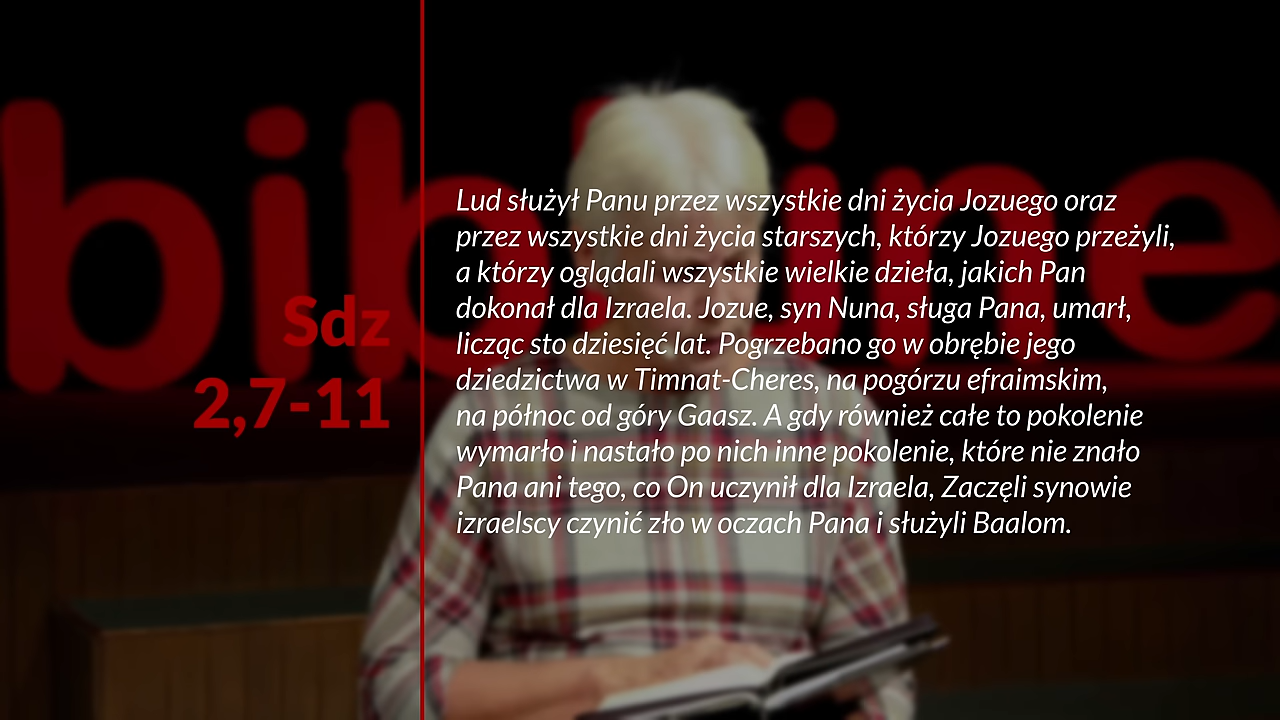 Sdz
2,7-11
Lud służył Panu przez wszystkie dni życia Jozuego oraz
przez wszystkie dni życia starszych, którzy Jozuego przeżyli,
a którzy oglądali wszystkie wielkie dzieła, jakich Pan
dokonał dla Izraela. Jozue, syn Nuna, sługa Pana, umarł,
licząc sto dziesięć lat. Pogrzebano go w obrębie jego
dziedzictwa w Timnat-Cheres, na pogórzu efraimskim,
na północ od góry Gaasz. A gdy również całe to pokolenie
wymarło i nastało po nich inne pokolenie, które nie znało
Pana ani tego, co On uczynił dla Izraela, Zaczęli synowie
izraelscy czynić zło w oczach Pana i służyli Baalom.